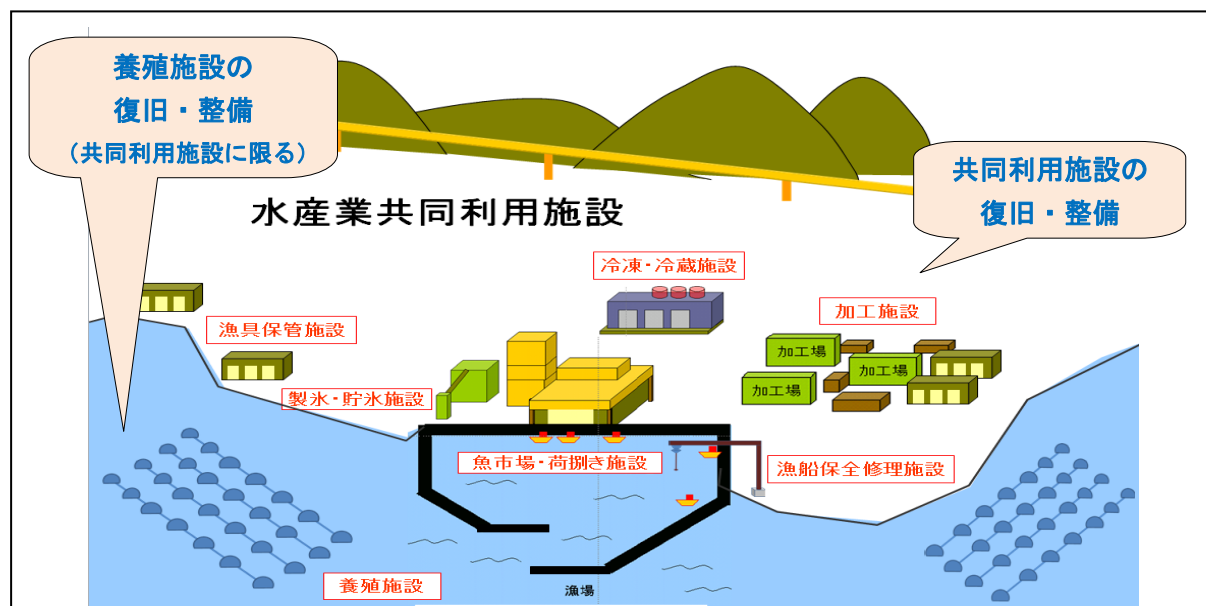 養殖施設の
復旧・整備
（共同利用施設に限る）
共同利用施設の
復旧・整備
水産業共同利用施設
冷凍・冷蔵施設
漁具保管施設
加工施設
加工場
加工場
加工場
製氷・貯氷施設
魚市場・荷捌き施設
漁船保全修理施設
養殖施設
漁場